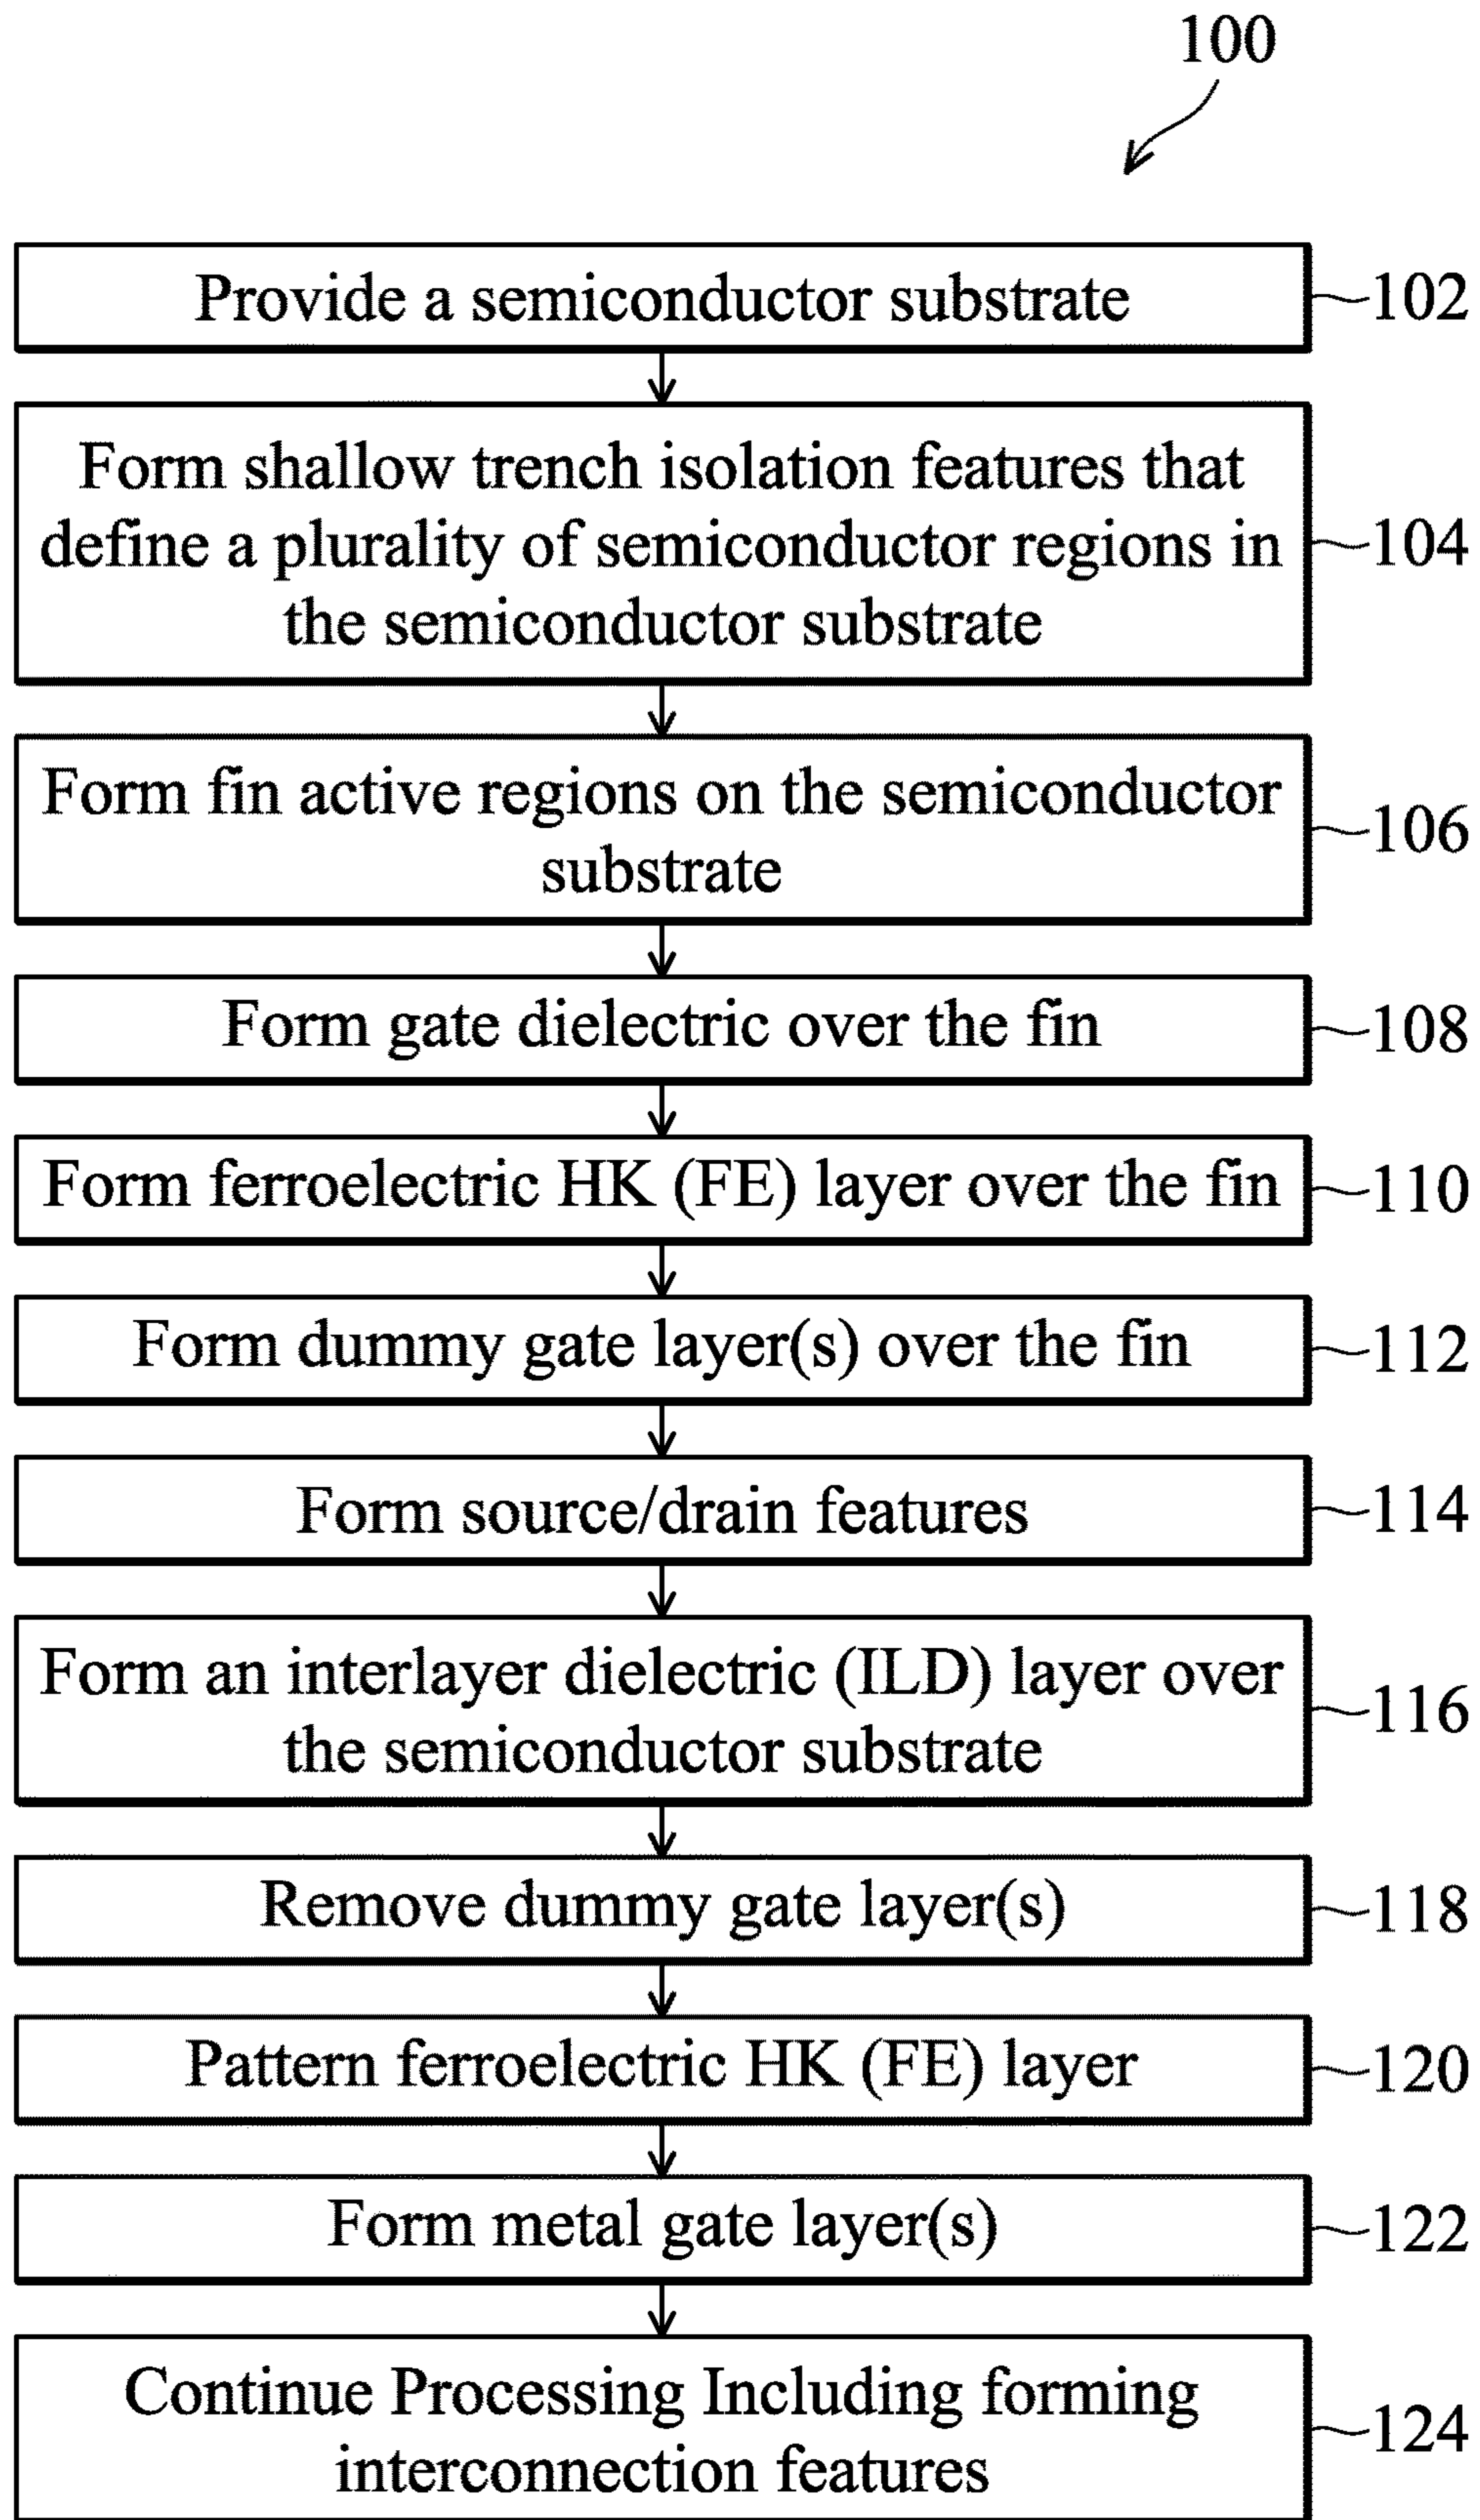 100
Provide a semiconductor substrate
102
Form shallow trench isolation features that
define a plurality of semiconductor regions in
the semiconductor substrate
104
Form fin active regions on the semiconductor
substrate
106
Form gate dielectric over the fin
108
Form ferroelectric HK (FE) layer over the fin
110
Form dummy gate layer(s) over the fin
112
Form source/drain features
114
Form an interlayer dielectric (ILD) layer over
the semiconductor substrate
116
Remove dummy gate layer(s)
118
Pattern ferroelectric HK (FE) layer
120
Form metal gate layer(s)
122
Continue Processing Including forming
interconnection features
124